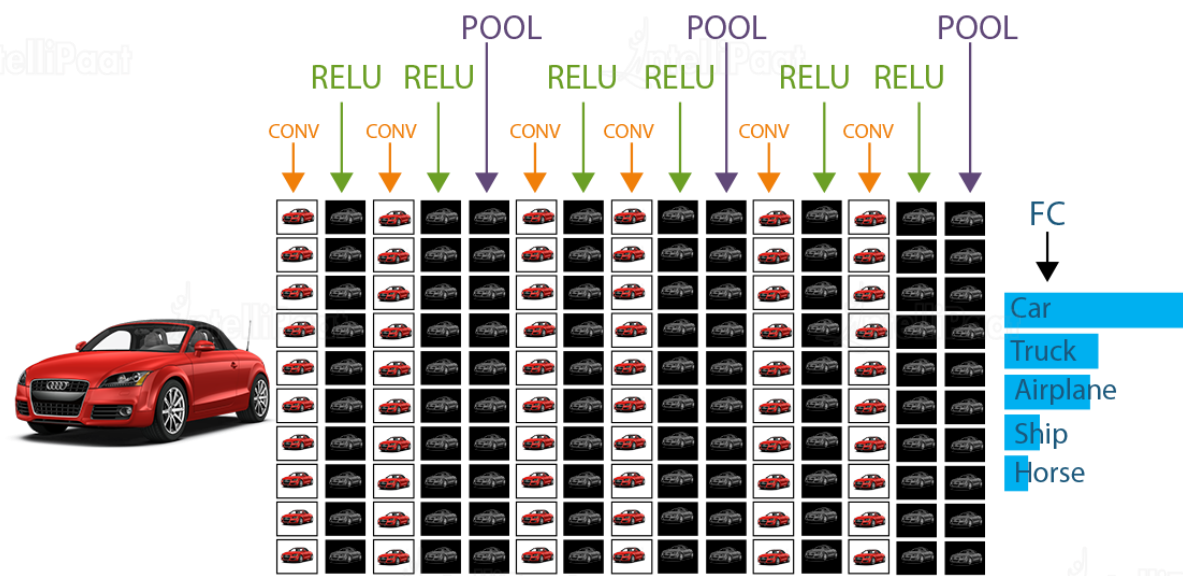 POOL POOL POOL
RELU RELU RELU RELU RELU RELU
CONV CONV CONV CONV CONV CONV
FC
Car
Truck
Airplane
Ship
Horse